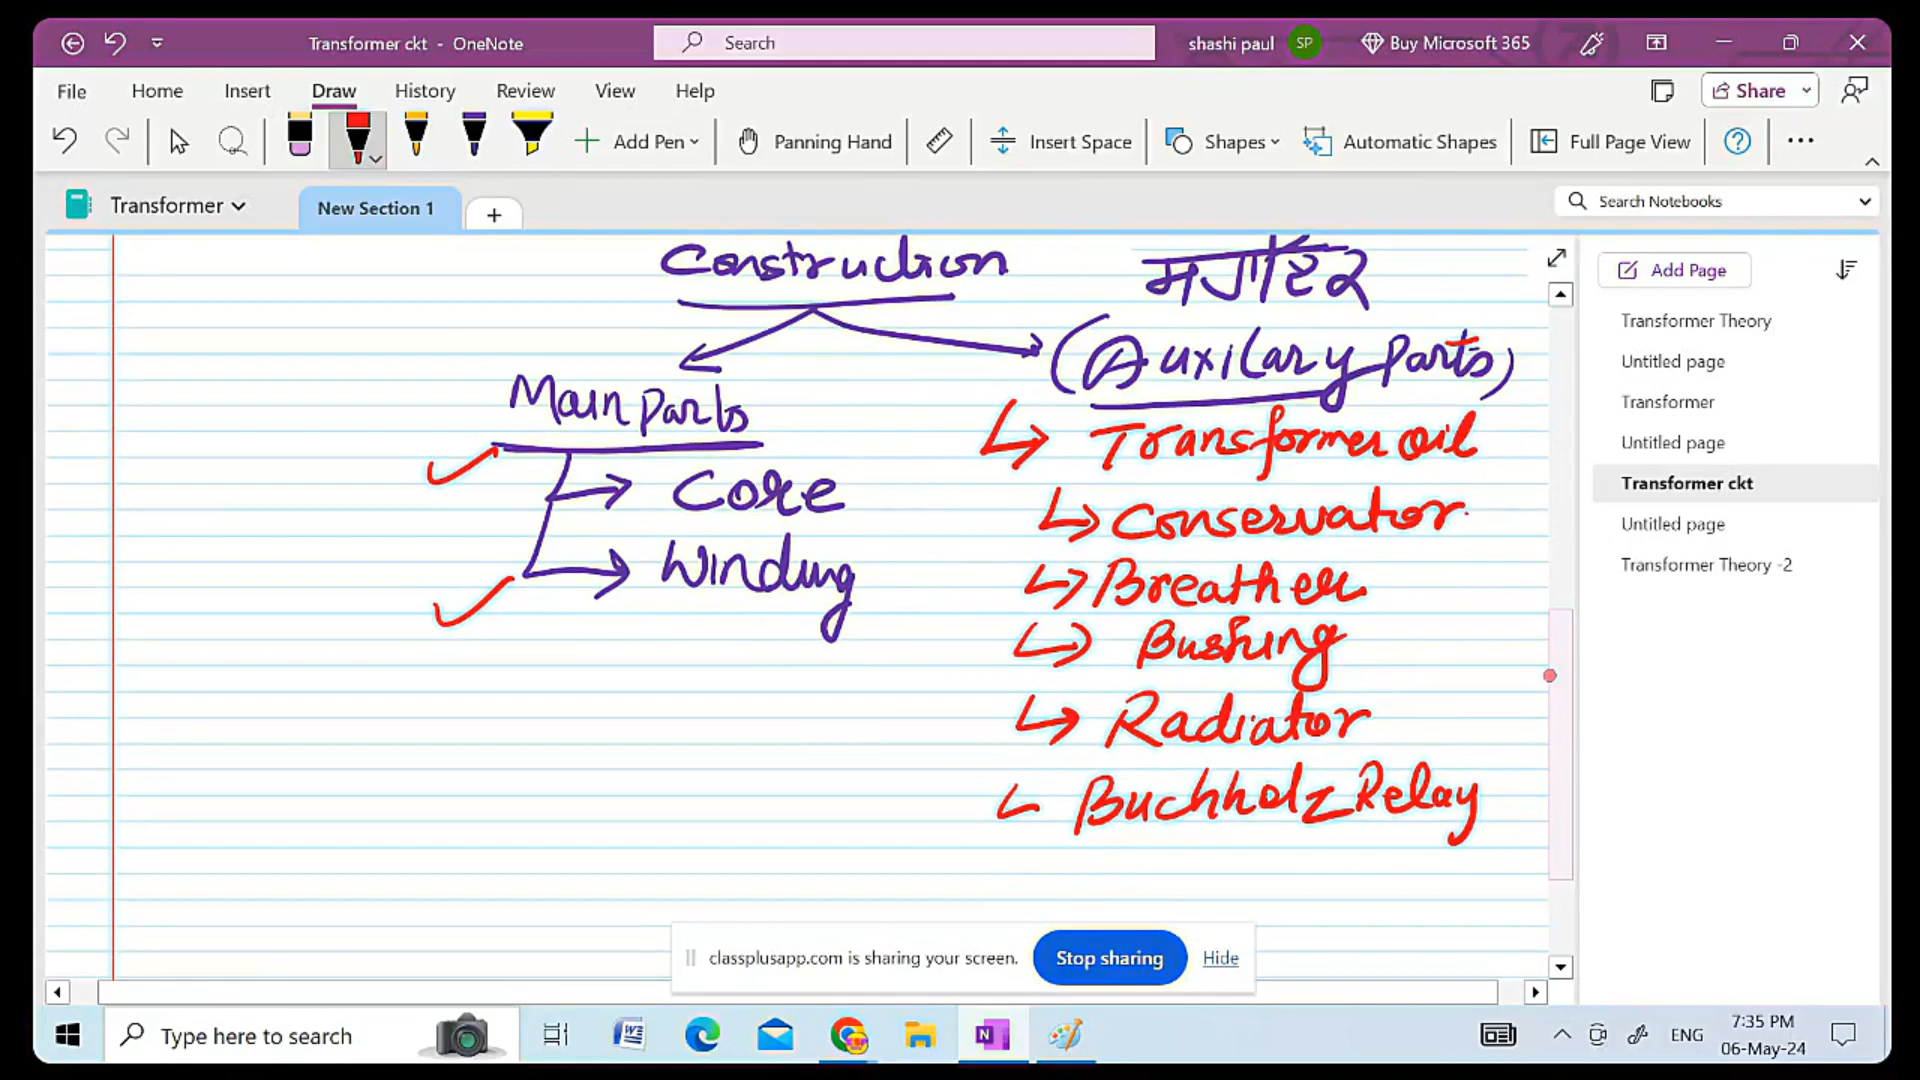 Transformer ckt - OneNote
Search
shashi paul SP
Buy Microsoft 365
File Home Insert Draw History Review View Help
Share
Add Pen Panning Hand Insert Space Shapes Automatic Shapes Full Page View
Transformer
New Section 1
Search Notebooks
Construction
(Auxilary Parts)
Main Parts
Core
Winding
Transformer oil
Conservator
Breather
Bushing
Radiator
Buchholz Relay
Add Page
Transformer Theory
Untitled page
Transformer
Untitled page
Transformer ckt
Untitled page
Transformer Theory -2
classplusapp.com is sharing your screen.
Stop sharing
Hide
Type here to search
ENG
7:35 PM
06-May-24